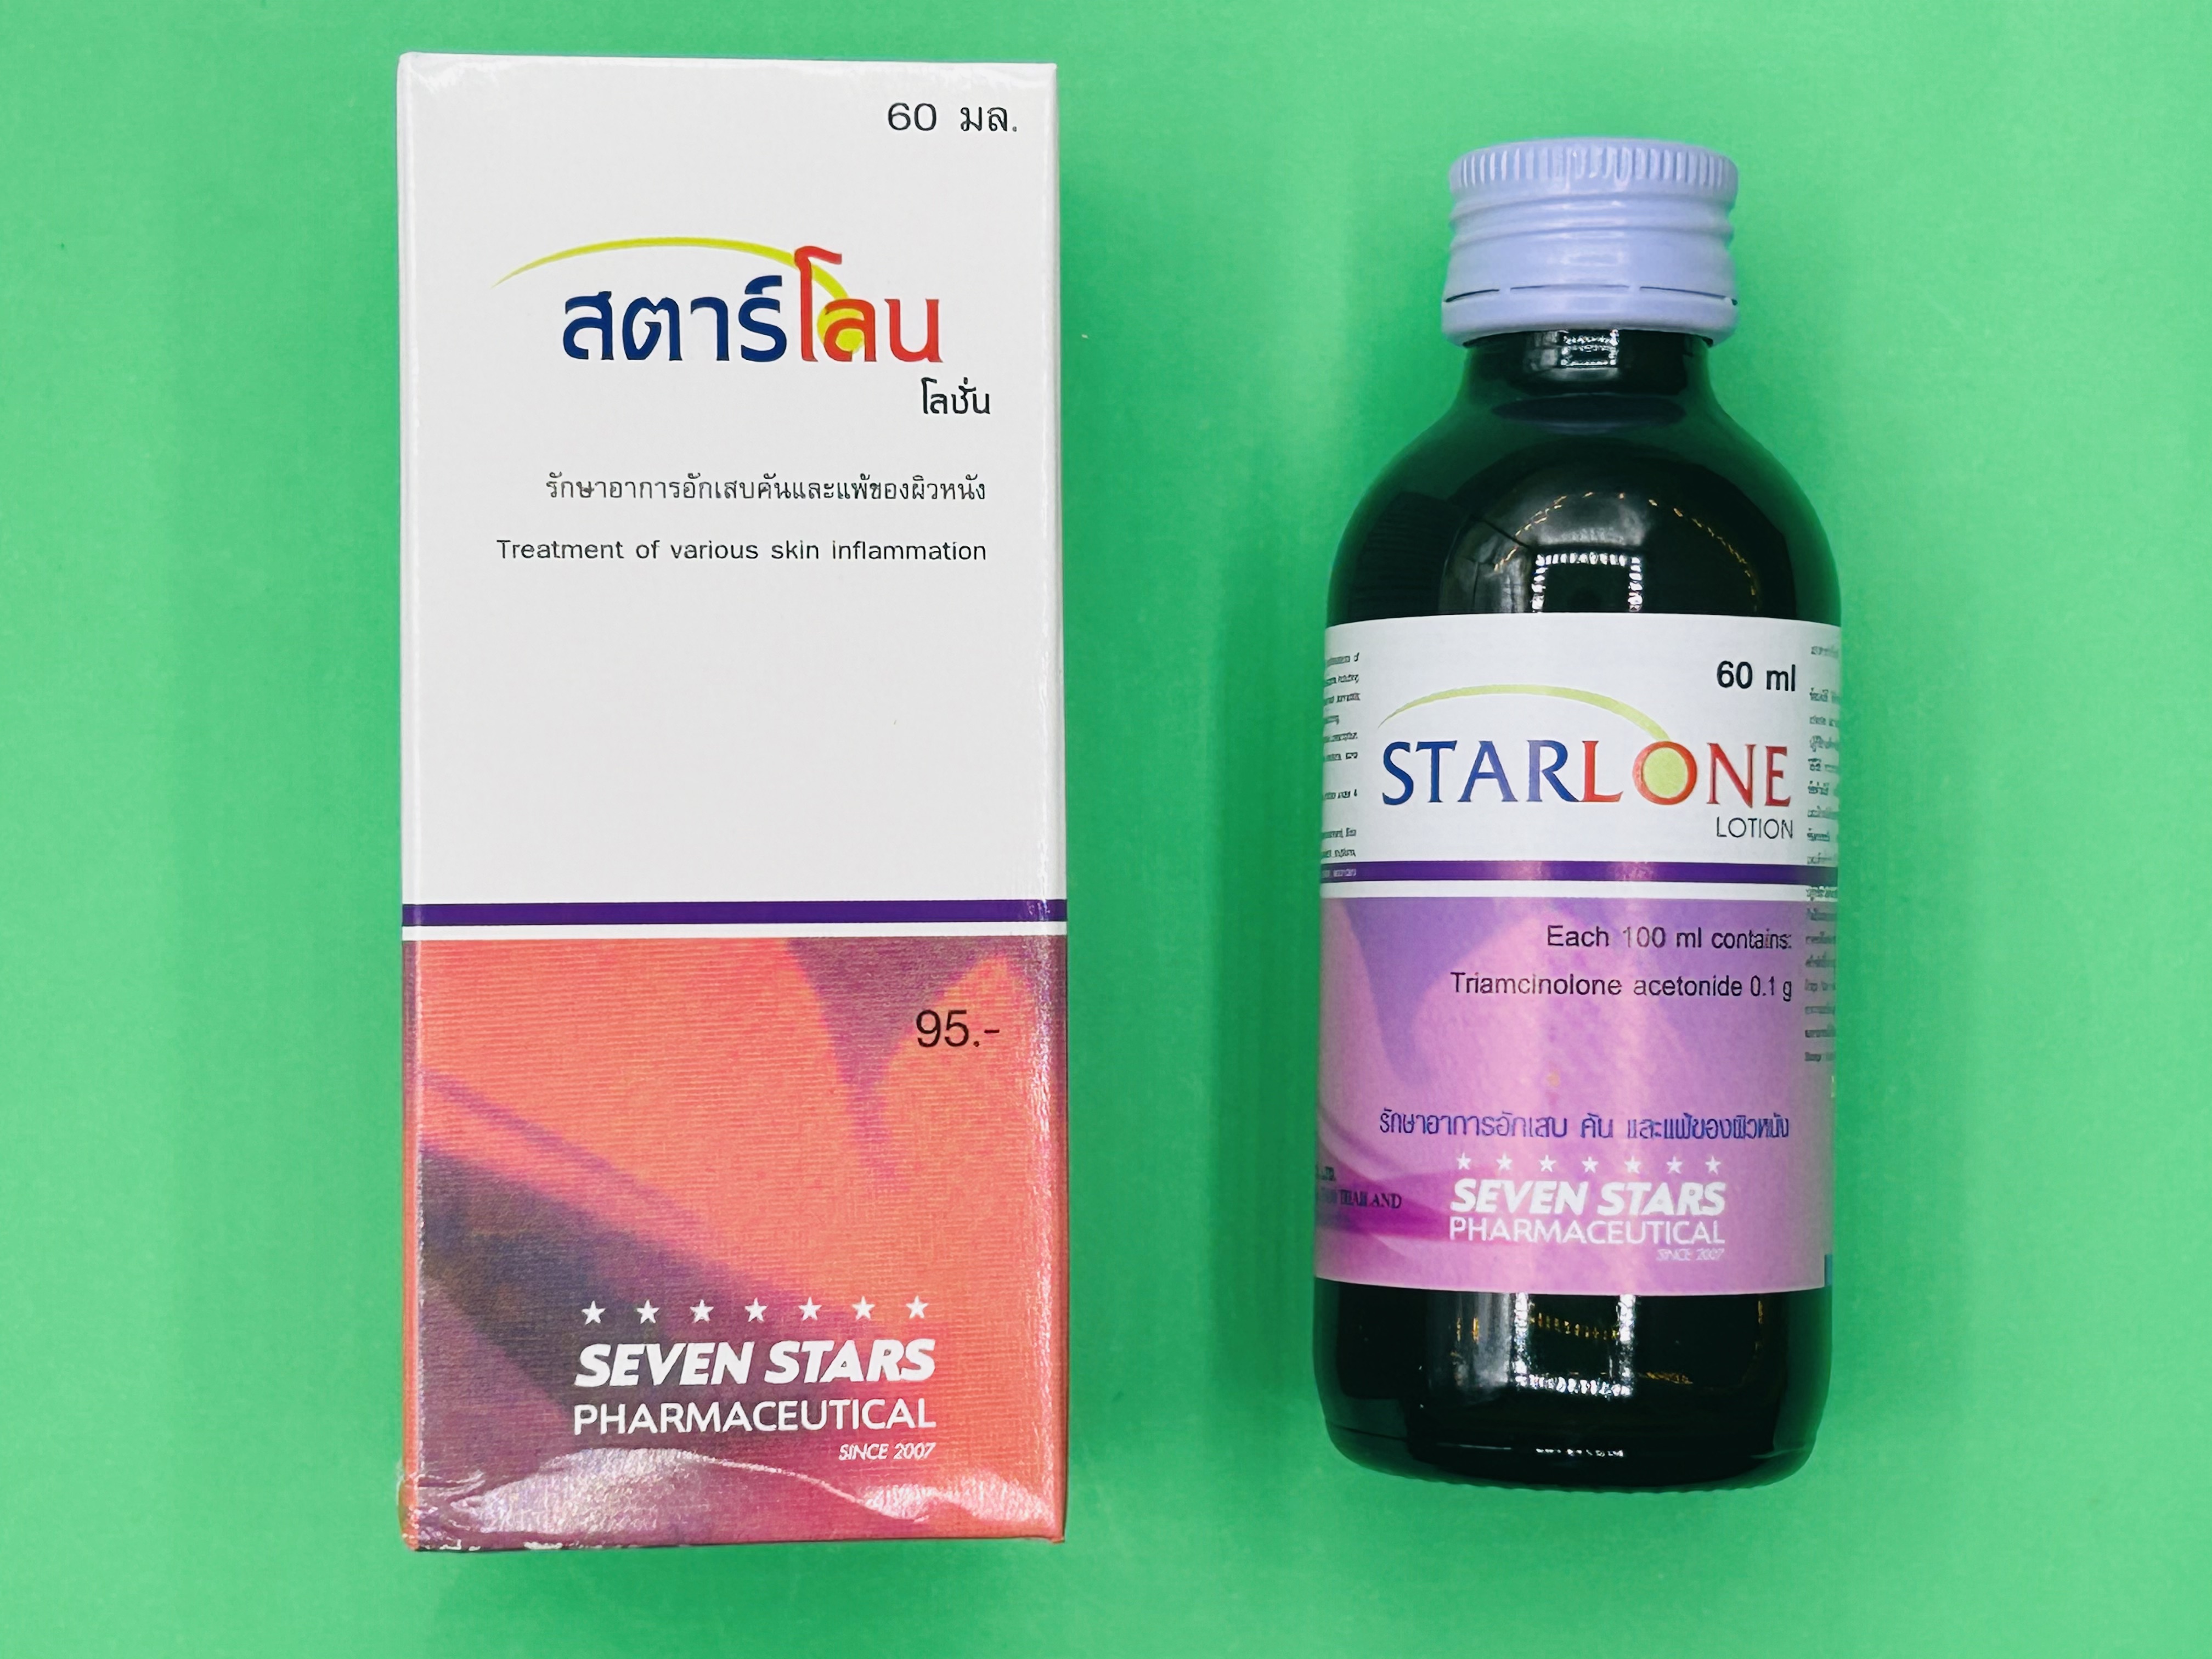 60 มล.
สตาร์โลน
โลชั่น
รักษาอาการอักเสบคันและแพ้ของผิวหนัง
Treatment of various skin inflammation
95.-
SEVEN STARS
PHARMACEUTICAL
SINCE 2007
60 ml
STARLONE
LOTION
Each 100 ml contains:
Triamcinolone acetonide 0.1 g
รักษาอาการอักเสบ คัน และแพ้ของผิวหนัง
THAILAND
SEVEN STARS
PHARMACEUTICAL
SINCE 2007